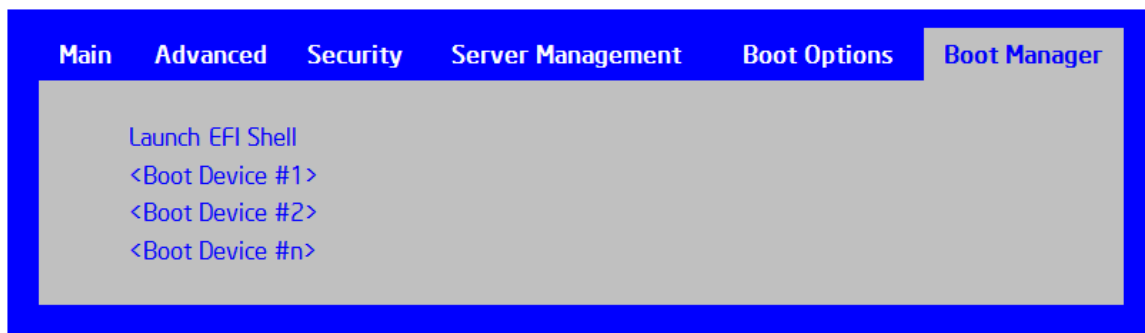 Main Advanced Security Server Management Boot Options Boot Manager
Launch EFI Shell
<Boot Device #1>
<Boot Device #2>
<Boot Device #n>